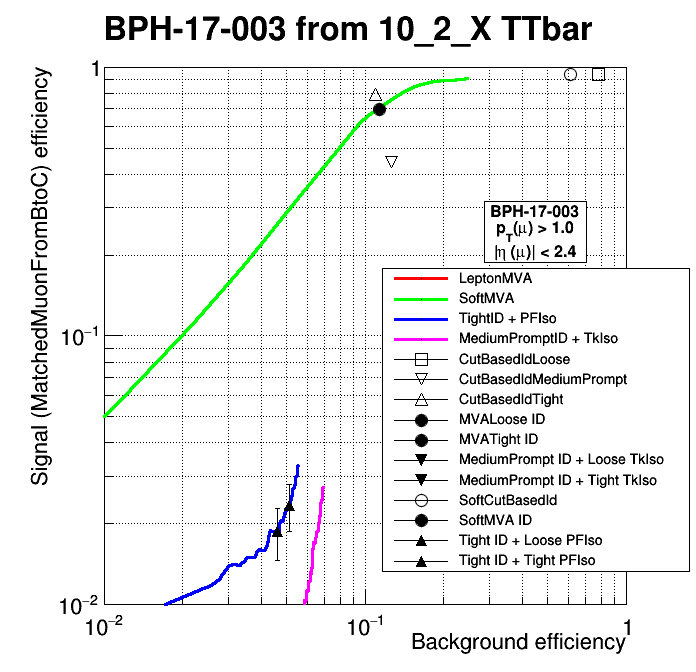 BPH-17-003 from 10_2_X TTbar
Signal (MatchedMuonFromBtoC) efficiency
1
10⁻¹
10⁻²
BPH-17-003
p_T(μ) > 1.0
|η (μ)| < 2.4
LeptonMVA
SoftMVA
TightID + PFIso
MediumPromptID + TkIso
CutBasedIdLoose
CutBasedIdMediumPrompt
CutBasedIdTight
MVALoose ID
MVATight ID
MediumPrompt ID + Loose TkIso
MediumPrompt ID + Tight TkIso
SoftCutBasedId
SoftMVA ID
Tight ID + Loose PFIso
Tight ID + Tight PFIso
10⁻² 10⁻¹ 1
Background efficiency